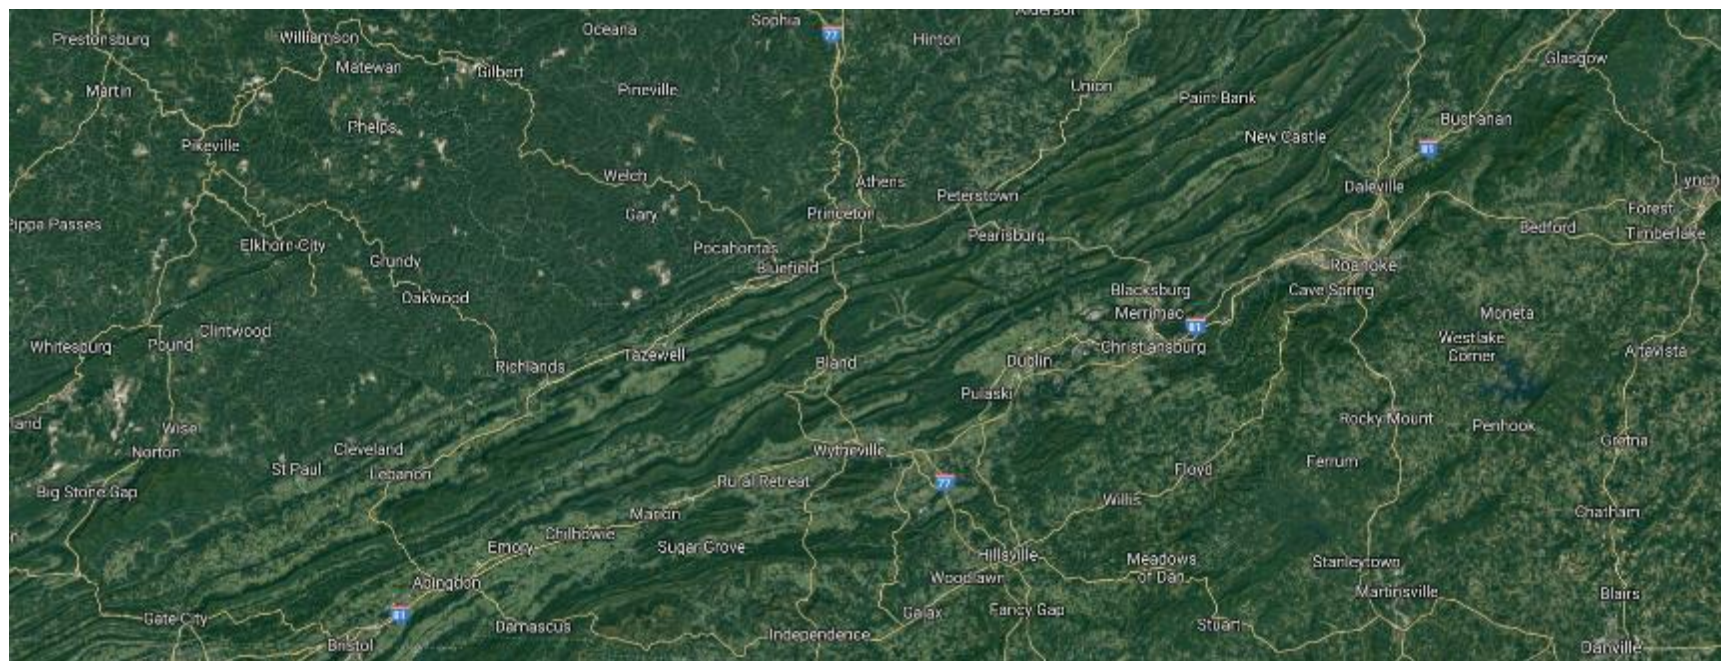 Prestonsburg
Williamson
Oceana
Sophia
77
Hinton
Alderson
Glasgow
Matewan
Gilbert
Martin
Pineville
Union
Paint Bank
Buchanan
Phelps
New Castle
Pikeville
81
Welch
Athens
Peterstown
Daleville
Lynch
Gary
Princeton
Forest
Pippa Passes
Elkhorn City
Pocahontas
Pearisburg
Bedford
Timberlake
Grundy
Bluefield
Roanoke
Oakwood
Blacksburg
Cave Spring
Merrimac
81
Moneta
Clintwood
Whitesburg
Pound
Christiansburg
Westlake
Corner
Altavista
Richlands
Tazewell
Bland
Dublin
Pulaski
land
Wise
Rocky Mount
Penhook
Norton
Cleveland
Wytheville
Gretna
St Paul
Lebanon
Floyd
Ferrum
Big Stone Gap
Rural Retreat
77
Willis
Marion
Chatham
Chilhowie
Emory
Sugar Grove
Hillsville
Meadows
of Dan
Stanleytown
Abingdon
Woodlawn
Martinsville
Blairs
81
Gate City
Galax
Fancy Gap
Damascus
Independence
Stuart
Bristol
Danville